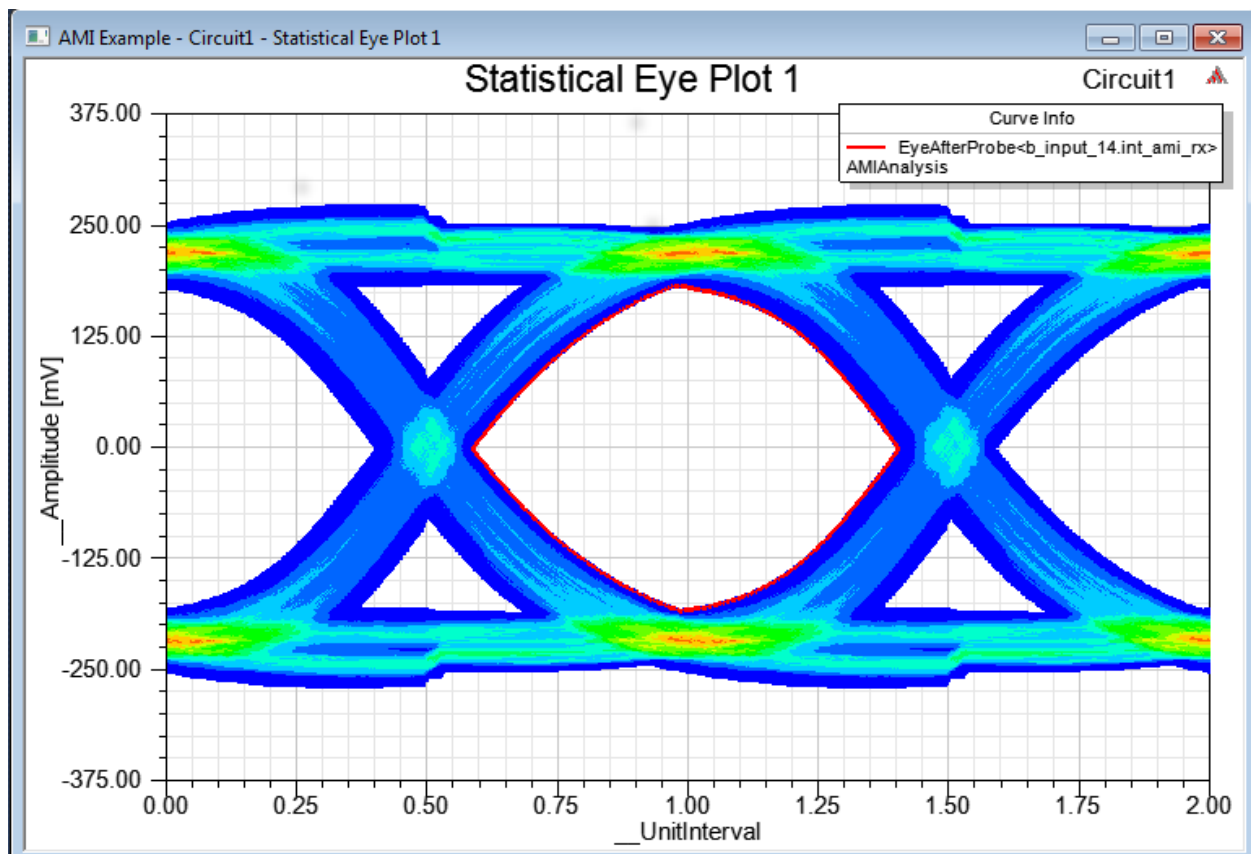 AMI Example - Circuit1 - Statistical Eye Plot 1
Statistical Eye Plot 1
Circuit1
Curve Info
EyeAfterProbe<b_input_14.int_ami_rx>
AMIAnalysis
375.00
250.00
125.00
0.00
-125.00
-250.00
-375.00
__Amplitude [mV]
0.00 0.25 0.50 0.75 1.00 1.25 1.50 1.75 2.00
__UnitInterval